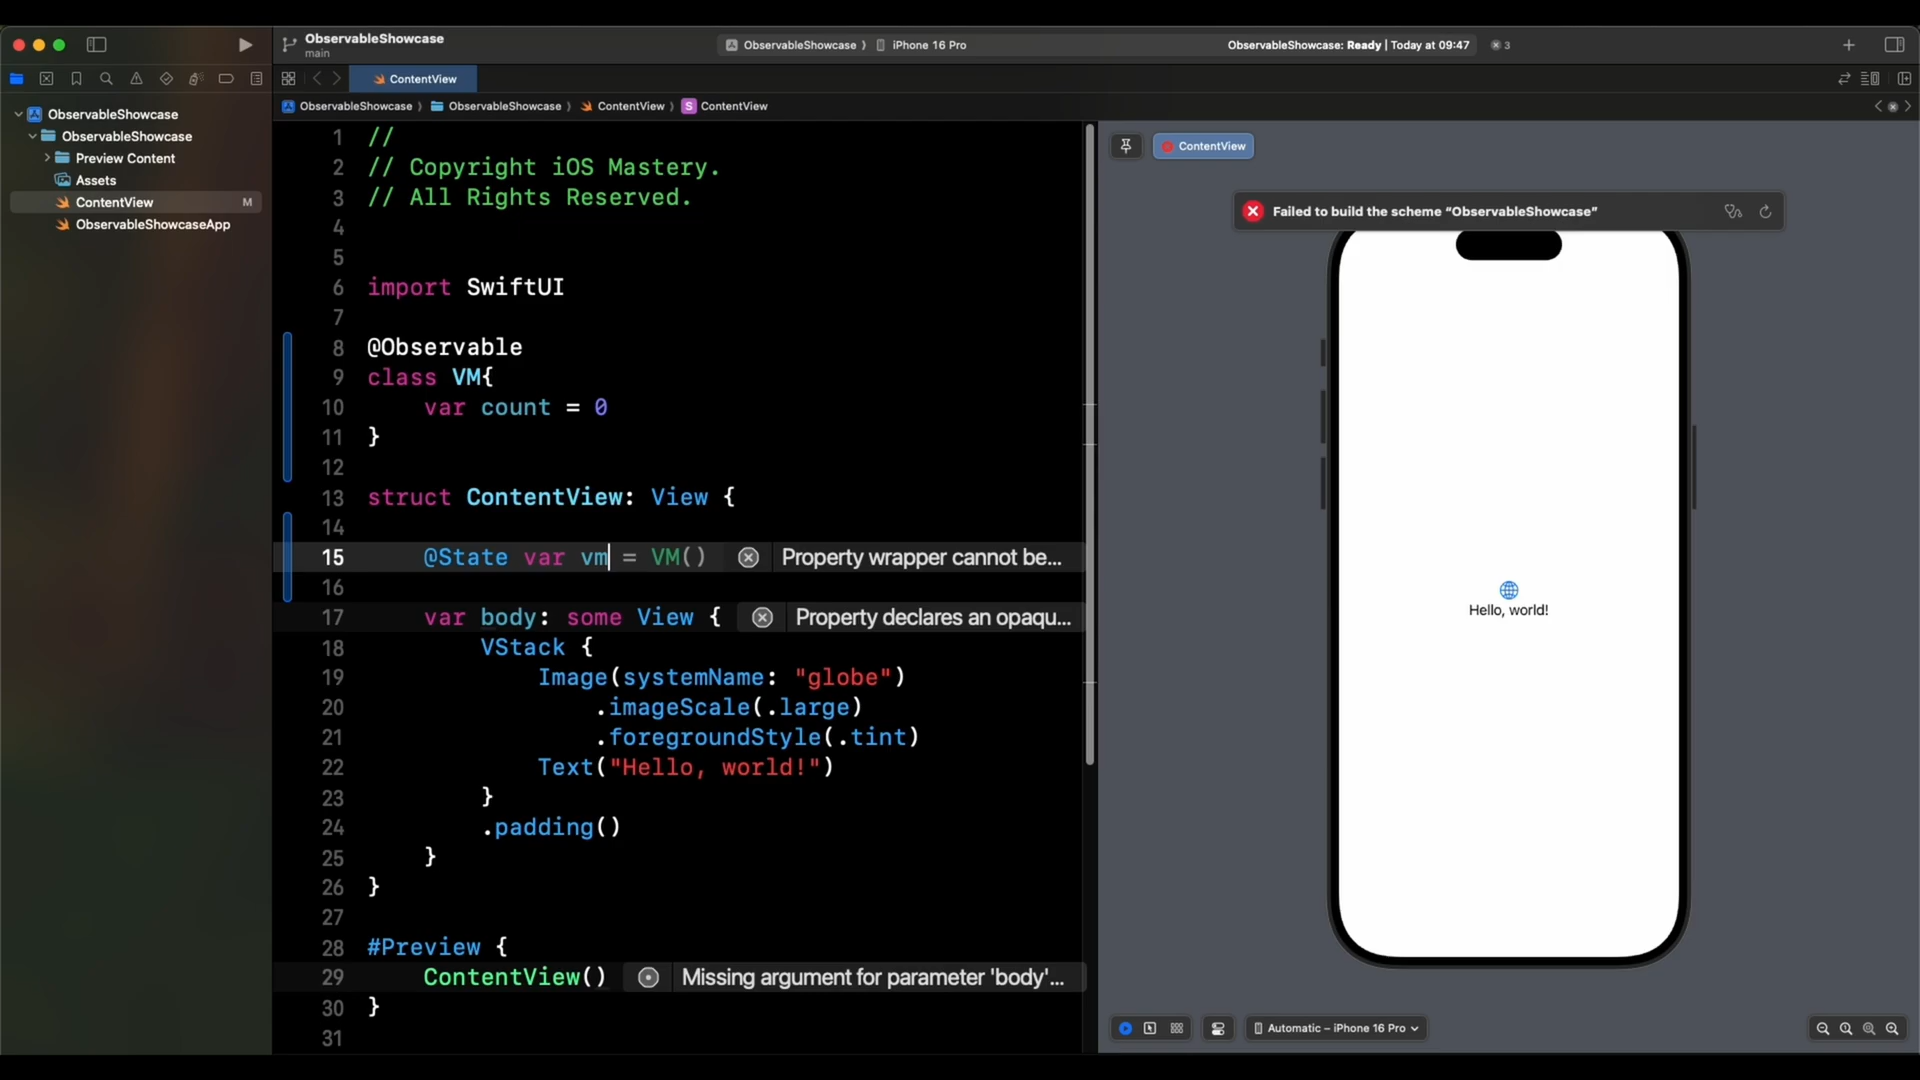 ObservableShowcase
main
ObservableShowcase
iPhone 16 Pro
ObservableShowcase: Ready | Today at 09:47
3
ContentView
ObservableShowcase
ObservableShowcase
ContentView
S ContentView
ObservableShowcase
ObservableShowcase
Preview Content
Assets
ContentView M
ObservableShowcaseApp
1 //
2 // Copyright iOS Mastery.
3 // All Rights Reserved.
4
5
6 import SwiftUI
7
8 @Observable
9 class VM{
10 var count = 0
11 }
12
13 struct ContentView: View {
14
15 @State var vm = VM() Property wrapper cannot be...
16
17 var body: some View { Property declares an opaqu...
18 VStack {
19 Image(systemName: "globe")
20 .imageScale(.large)
21 .foregroundStyle(.tint)
22 Text("Hello, world!")
23 }
24 .padding()
25 }
26 }
27
28 #Preview {
29 ContentView() Missing argument for parameter 'body'...
30 }
31
ContentView
Failed to build the scheme “ObservableShowcase”
Hello, world!
Automatic – iPhone 16 Pro